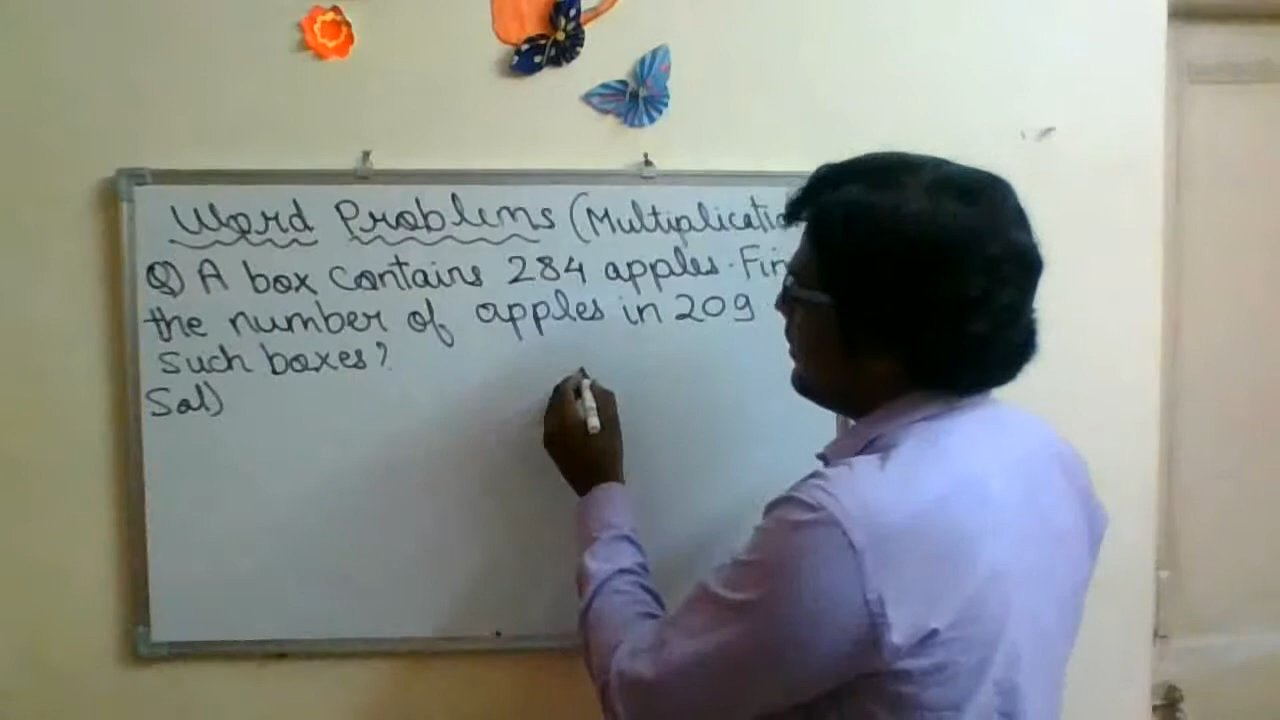 Word Problems (Multiplicatio
Q) A box contains 284 apples. Fin
the number of apples in 209
such boxes?
Sol)